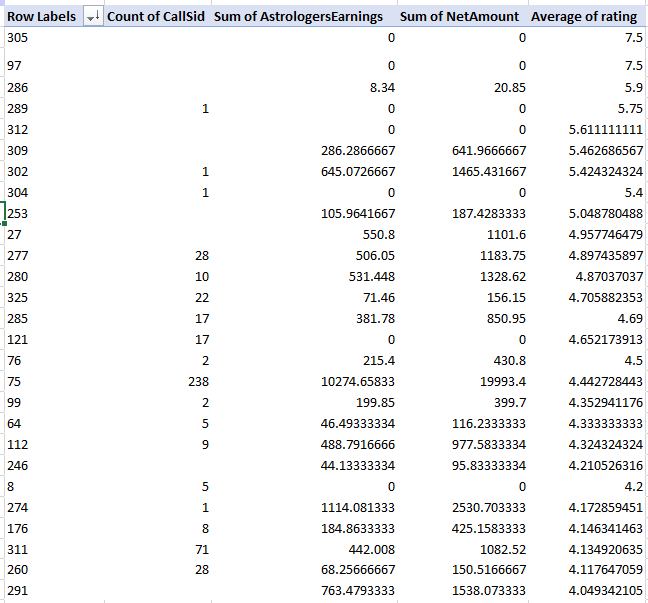 Row Labels Count of CallSid Sum of AstrologersEarnings Sum of NetAmount Average of rating
305 0 0 7.5
97 0 0 7.5
286 8.34 20.85 5.9
289 1 0 0 5.75
312 0 0 5.611111111
309 286.2866667 641.9666667 5.462686567
302 1 645.0726667 1465.431667 5.424324324
304 1 0 0 5.4
253 105.9641667 187.4283333 5.048780488
27 550.8 1101.6 4.957746479
277 28 506.05 1183.75 4.897435897
280 10 531.448 1328.62 4.87037037
325 22 71.46 156.15 4.705882353
285 17 381.78 850.95 4.69
121 17 0 0 4.652173913
76 2 215.4 430.8 4.5
75 238 10274.65833 19993.4 4.442728443
99 2 199.85 399.7 4.352941176
64 5 46.49333334 116.2333333 4.333333333
112 9 488.7916666 977.5833334 4.324324324
246 44.13333334 95.83333334 4.210526316
8 5 0 0 4.2
274 1 1114.081333 2530.703333 4.172859451
176 8 184.8633333 425.1583333 4.146341463
311 71 442.008 1082.52 4.134920635
260 28 68.25666667 150.5166667 4.117647059
291 763.4793333 1538.073333 4.049342105